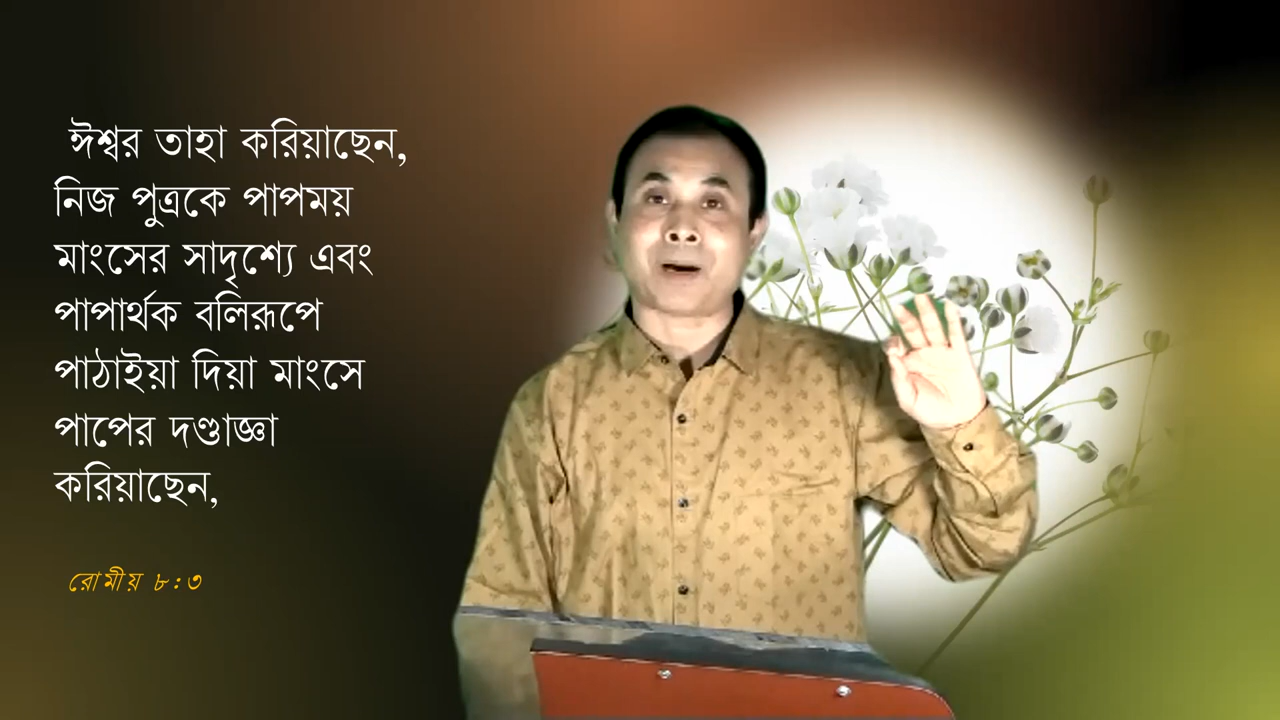 ঈশ্বর তাহা করিয়াছেন,
নিজ পুত্রকে পাপময়
মাংসের সাদৃশ্যে এবং
পাপার্থক বলিরূপে
পাঠাইয়া দিয়া মাংসে
পাপের দণ্ডাজ্ঞা
করিয়াছেন,
রোমীয় ৮:৩